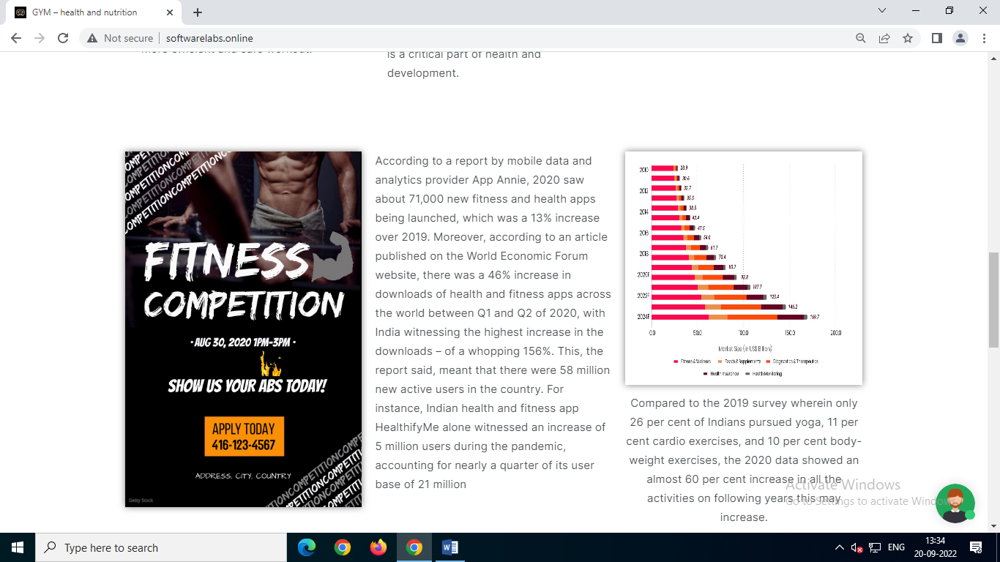 GYM – health and nutrition
Not secure
softwarelabs.online
more efficient and safe workout.
is a critical part of health and
development.
COMPETITION
COMPETITION
COMPETITION
FITNESS
COMPETITION
· AUG 30, 2020 1PM-3PM ·
SHOW US YOUR ABS TODAY!
APPLY TODAY
416-123-4567
ADDRESS, CITY, COUNTRY
COMPETITION
COMPETITION
Getty Stock
According to a report by mobile data and
analytics provider App Annie, 2020 saw
about 71,000 new fitness and health apps
being launched, which was a 13% increase
over 2019. Moreover, according to an article
published on the World Economic Forum
website, there was a 46% increase in
downloads of health and fitness apps across
the world between Q1 and Q2 of 2020, with
India witnessing the highest increase in the
downloads – of a whopping 156%. This, the
report said, meant that there were 58 million
new active users in the country. For
instance, Indian health and fitness app
HealthifyMe alone witnessed an increase of
5 million users during the pandemic,
accounting for nearly a quarter of its user
base of 21 million
2010 28.9
30.6
2012 32.7
35.5
2014 38.5
42.4
2016 47.5
54.0
61.7
2018 70.4
80.7
2020F 92.8
107.7
2022F 125.4
146.2
2024F 169.7
0.0 50.0 100.0 150.0 200.0
Market Size (in US$ Billion)
Fitness & Wellness Foods & Supplements Diagnostics & Therapeutics
Health Insurance Health Monitoring
Compared to the 2019 survey wherein only
26 per cent of Indians pursued yoga, 11 per
cent cardio exercises, and 10 per cent body-
weight exercises, the 2020 data showed an
almost 60 per cent increase in all the
activities on following years this may
increase.
Activate Windows
Go to Settings to activate Windows.
Type here to search
ENG
13:34
20-09-2022